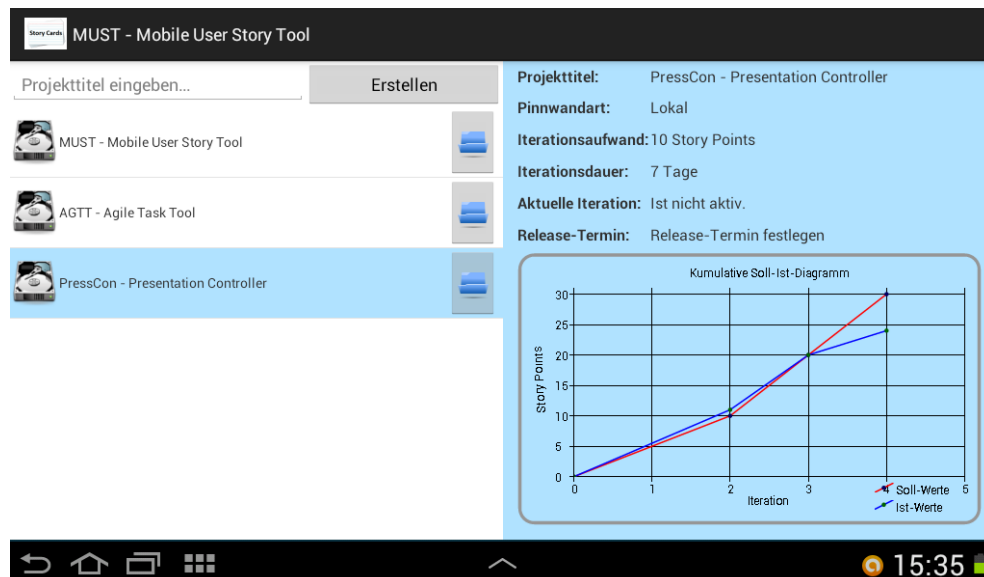 Story Cards
MUST - Mobile User Story Tool
Projekttitel eingeben...
Erstellen
MUST - Mobile User Story Tool
AGTT - Agile Task Tool
PressCon - Presentation Controller
Projekttitel: PressCon - Presentation Controller
Pinnwandart: Lokal
Iterationsaufwand: 10 Story Points
Iterationsdauer: 7 Tage
Aktuelle Iteration: Ist nicht aktiv.
Release-Termin: Release-Termin festlegen
Kumulative Soll-Ist-Diagramm
30
25
20
15
10
5
0
Story Points
0 1 2 3 4 5
Iteration
Soll-Werte
Ist-Werte
15:35